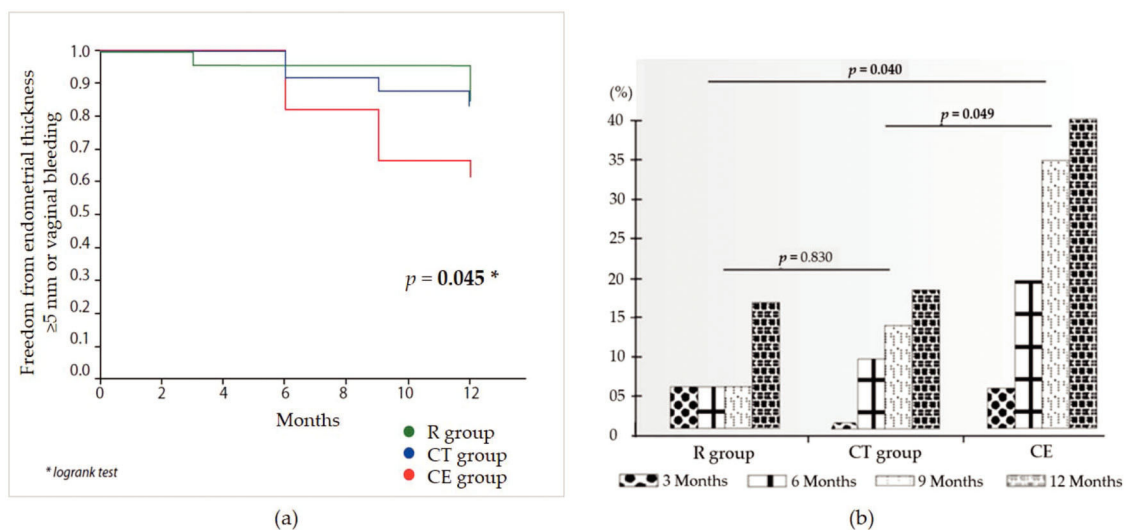 Freedom from endometrial thickness
≥5 mm or vaginal bleeding
1.0
0.9
0.8
0.7
0.6
0.5
0.4
0.3
0.2
0.1
0.0
p = 0.045 *
0 2 4 6 8 10 12
Months
R group
CT group
CE group
* logrank test
(a)
p = 0.040
(%)
p = 0.049
40
35
30
25
20
15
10
05
0
p = 0.830
R group CT group CE
3 Months 6 Months 9 Months 12 Months
(b)